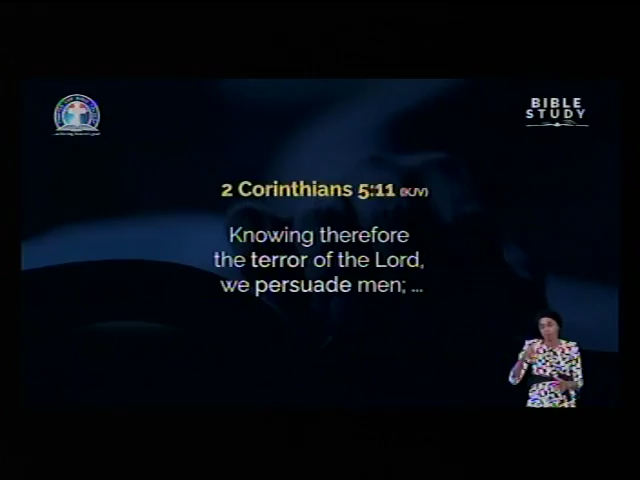 BIBLE
STUDY
2 Corinthians 5:11 (KJV)
Knowing therefore
the terror of the Lord,
we persuade men; ...